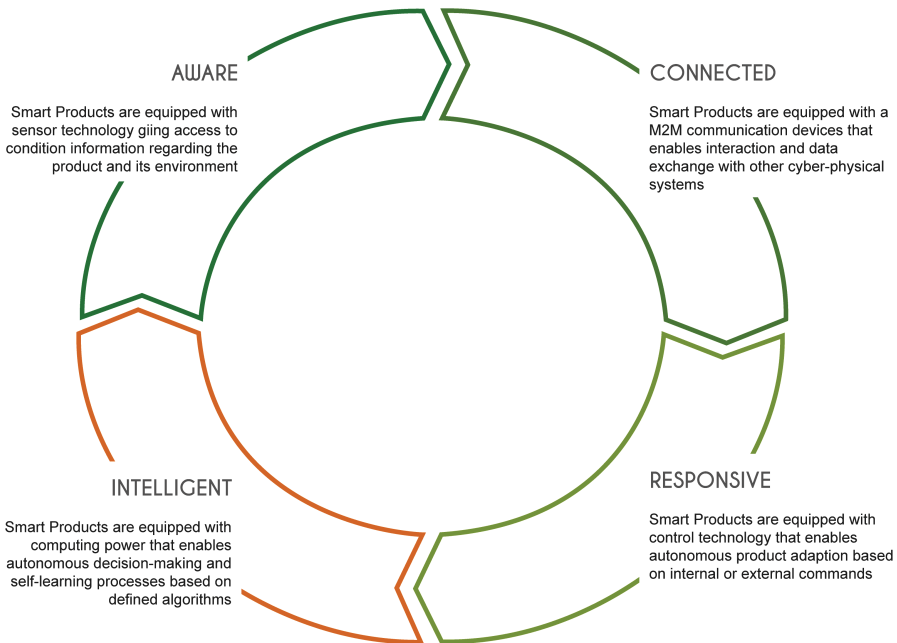 AWARE
Smart Products are equipped with
sensor technology giing access to
condition information regarding the
product and its environment
CONNECTED
Smart Products are equipped with a
M2M communication devices that
enables interaction and data
exchange with other cyber-physical
systems
INTELLIGENT
Smart Products are equipped with
computing power that enables
autonomous decision-making and
self-learning processes based on
defined algorithms
RESPONSIVE
Smart Products are equipped with
control technology that enables
autonomous product adaption based
on internal or external commands